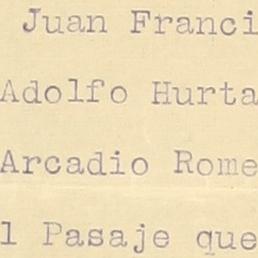 Juan Franci
Adolfo Hurta
Arcadio Rome
l Pasaje que